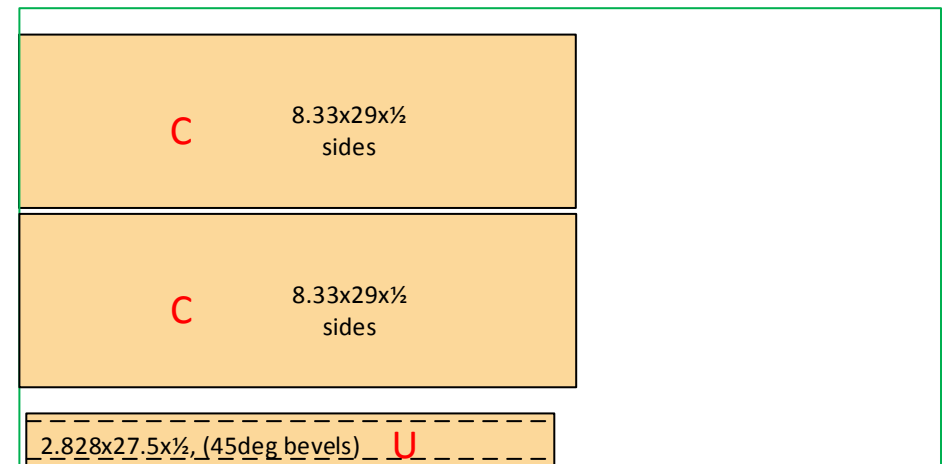 8.33x29x½
sides
C
8.33x29x½
sides
C
2.828x27.5x½, (45deg bevels) U